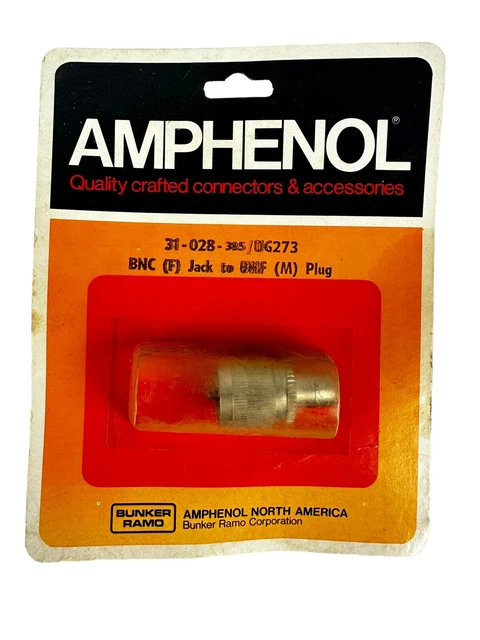 AMPHENOL®
Quality crafted connectors & accessories
31-028-385/UG273
BNC (F) Jack to UHF (M) Plug
BUNKER
RAMO
AMPHENOL NORTH AMERICA
Bunker Ramo Corporation